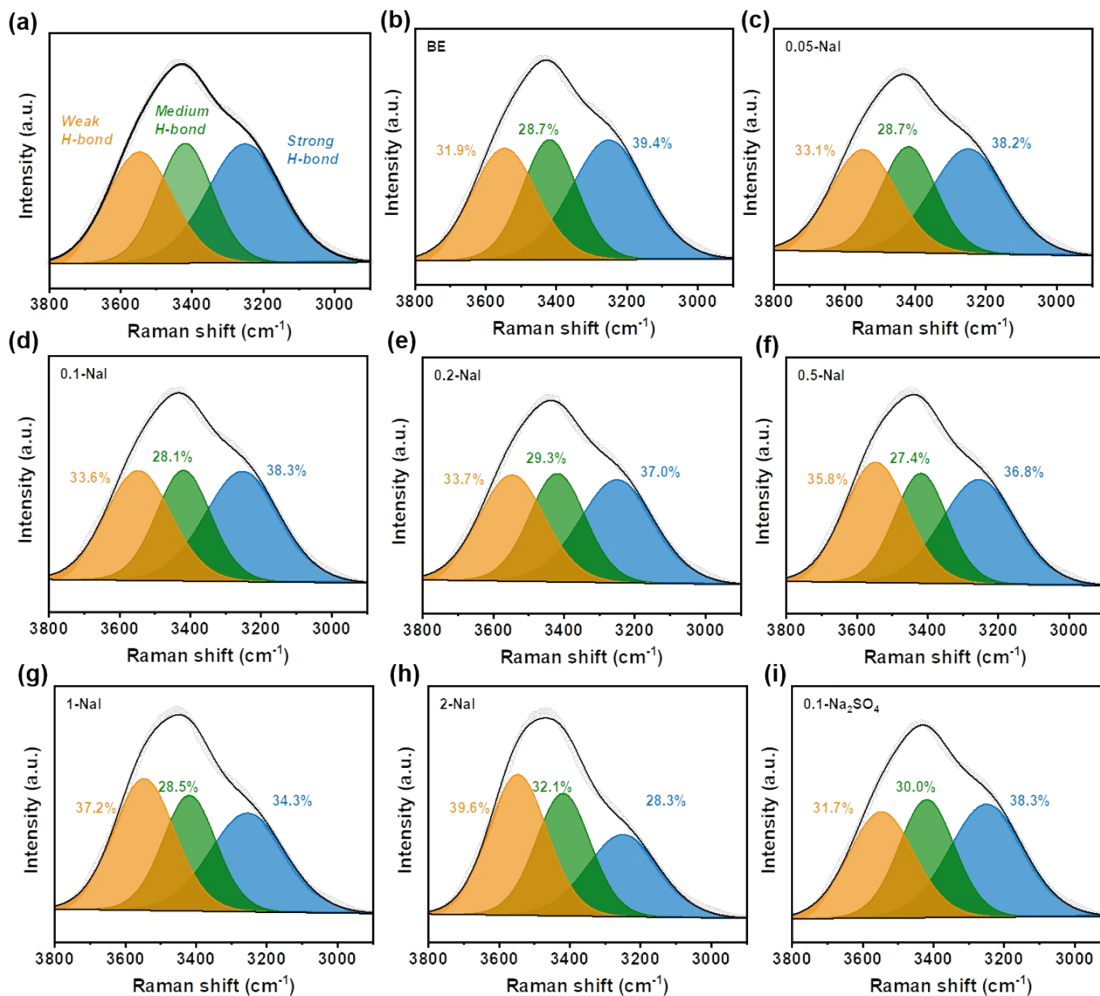 (a)
Weak
H-bond
Medium
H-bond
Strong
H-bond
Intensity (a.u.)
3800 3600 3400 3200 3000
Raman shift (cm⁻¹)
(b)
BE
31.9%
28.7%
39.4%
Intensity (a.u.)
3800 3600 3400 3200 3000
Raman shift (cm⁻¹)
(c)
0.05-NaI
33.1%
28.7%
38.2%
Intensity (a.u.)
3800 3600 3400 3200 3000
Raman shift (cm⁻¹)
(d)
0.1-NaI
33.6%
28.1%
38.3%
Intensity (a.u.)
3800 3600 3400 3200 3000
Raman shift (cm⁻¹)
(e)
0.2-NaI
33.7%
29.3%
37.0%
Intensity (a.u.)
3800 3600 3400 3200 3000
Raman shift (cm⁻¹)
(f)
0.5-NaI
35.8%
27.4%
36.8%
Intensity (a.u.)
3800 3600 3400 3200 3000
Raman shift (cm⁻¹)
(g)
1-NaI
37.2%
28.5%
34.3%
Intensity (a.u.)
3800 3600 3400 3200 3000
Raman shift (cm⁻¹)
(h)
2-NaI
39.6%
32.1%
28.3%
Intensity (a.u.)
3800 3600 3400 3200 3000
Raman shift (cm⁻¹)
(i)
0.1-Na₂SO₄
31.7%
30.0%
38.3%
Intensity (a.u.)
3800 3600 3400 3200 3000
Raman shift (cm⁻¹)